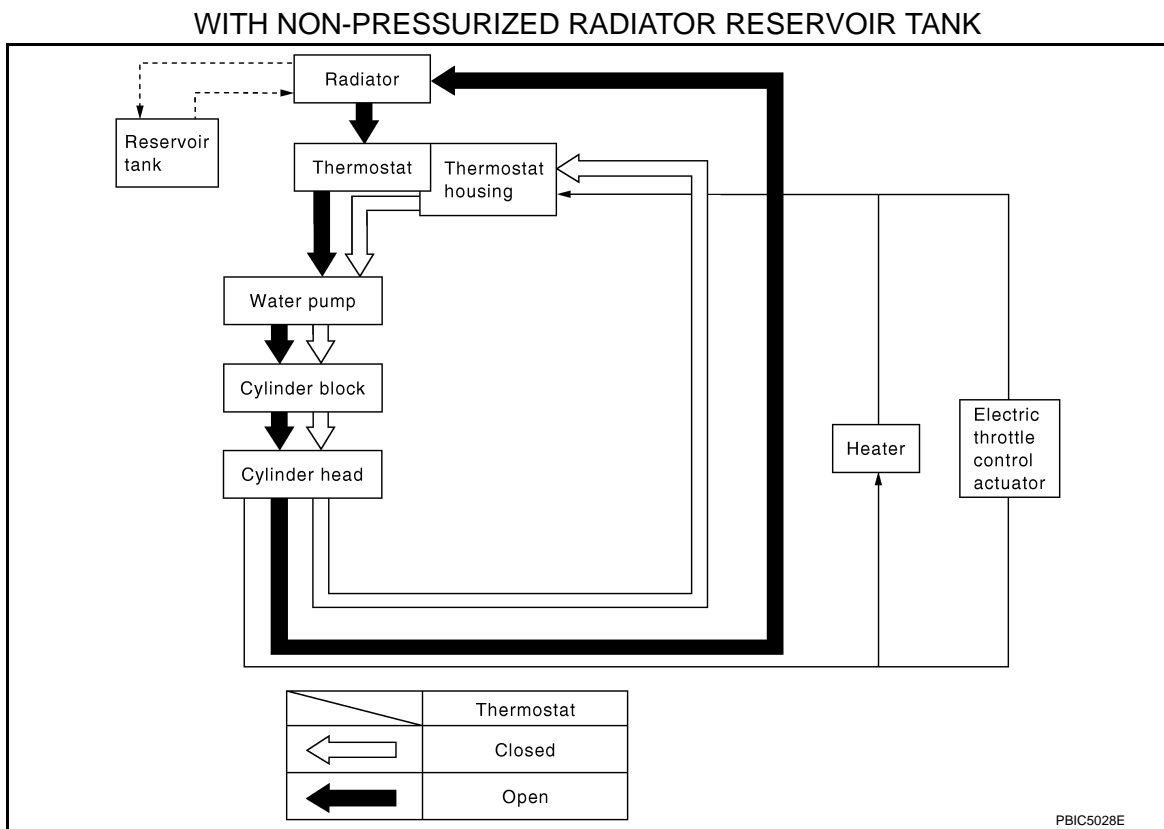 WITH NON-PRESSURIZED RADIATOR RESERVOIR TANK
Radiator
Reservoir
tank
Thermostat
Thermostat
housing
Water pump
Cylinder block
Cylinder head
Heater
Electric
throttle
control
actuator
Thermostat
Closed
Open
PBIC5028E